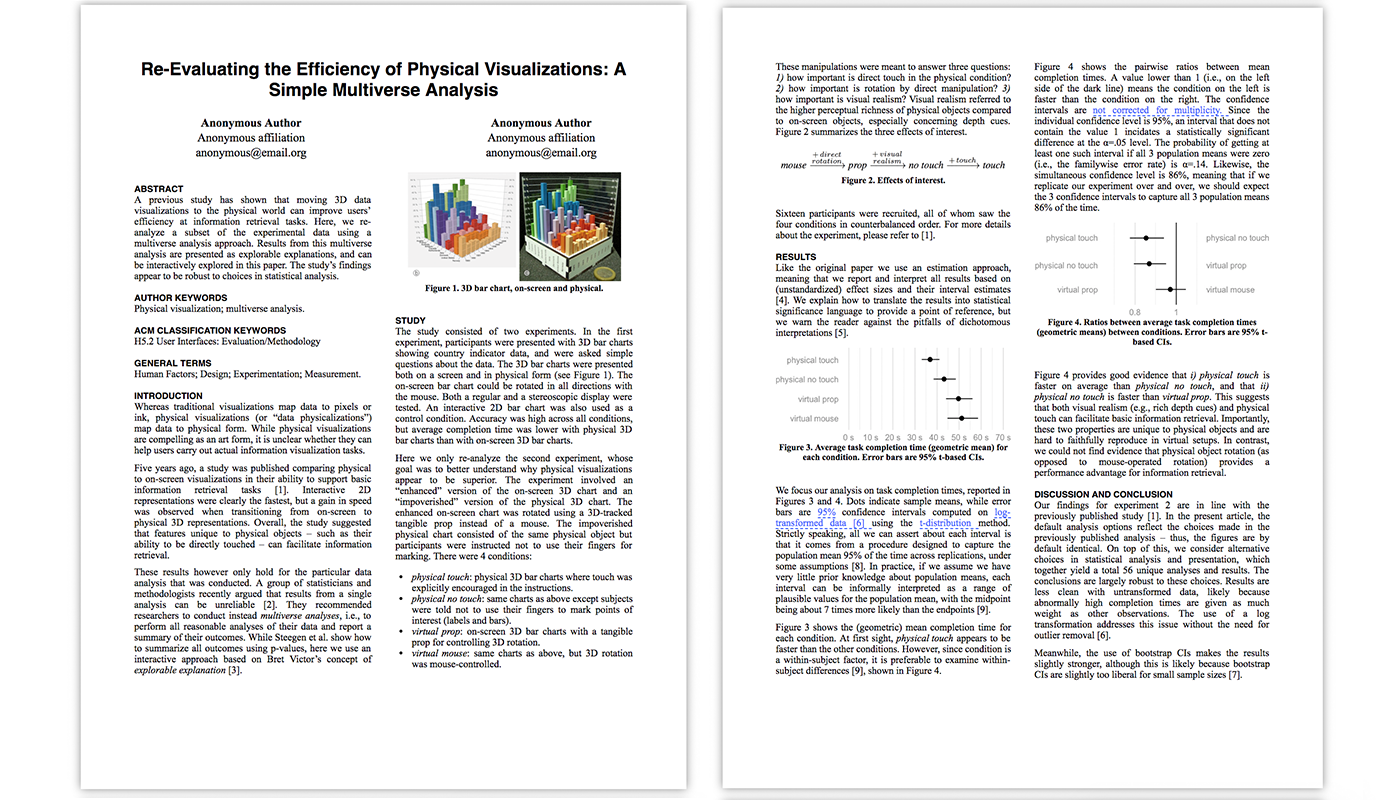 Re-Evaluating the Efficiency of Physical Visualizations: A
Simple Multiverse Analysis
Anonymous Author
Anonymous affiliation
anonymous@email.org
Anonymous Author
Anonymous affiliation
anonymous@email.org
ABSTRACT
A previous study has shown that moving 3D data
visualizations to the physical world can improve users'
efficiency at information retrieval tasks. Here, we re-
analyze a subset of the experimental data using a
multiverse analysis approach. Results from this multiverse
analysis are presented as explorable explanations, and can
be interactively explored in this paper. The study's findings
appear to be robust to choices in statistical analysis.
AUTHOR KEYWORDS
Physical visualization; multiverse analysis.
ACM CLASSIFICATION KEYWORDS
H5.2 User Interfaces: Evaluation/Methodology
GENERAL TERMS
Human Factors; Design; Experimentation; Measurement.
INTRODUCTION
Whereas traditional visualizations map data to pixels or
ink, physical visualizations (or "data physicalizations")
map data to physical form. While physical visualizations
are compelling as an art form, it is unclear whether they can
help users carry out actual information visualization tasks.
Five years ago, a study was published comparing physical
to on-screen visualizations in their ability to support basic
information retrieval tasks [1]. Interactive 2D
representations were clearly the fastest, but a gain in speed
was observed when transitioning from on-screen to
physical 3D representations. Overall, the study suggested
that features unique to physical objects – such as their
ability to be directly touched – can facilitate information
retrieval.
These results however only hold for the particular data
analysis that was conducted. A group of statisticians and
methodologists recently argued that results from a single
analysis can be unreliable [2]. They recommended
researchers to conduct instead multiverse analyses, i.e., to
perform all reasonable analyses of their data and report a
summary of their outcomes. While Steegen et al. show how
to summarize all outcomes using p-values, here we use an
interactive approach based on Bret Victor's concept of
explorable explanation [3].
Figure 1. 3D bar chart, on-screen and physical.
STUDY
The study consisted of two experiments. In the first
experiment, participants were presented with 3D bar charts
showing country indicator data, and were asked simple
questions about the data. The 3D bar charts were presented
both on a screen and in physical form (see Figure 1). The
on-screen bar chart could be rotated in all directions with
the mouse. Both a regular and a stereoscopic display were
tested. An interactive 2D bar chart was also used as a
control condition. Accuracy was high across all conditions,
but average completion time was lower with physical 3D
bar charts than with on-screen 3D bar charts.
Here we only re-analyze the second experiment, whose
goal was to better understand why physical visualizations
appear to be superior. The experiment involved an
"enhanced" version of the on-screen 3D chart and an
"impoverished" version of the physical 3D chart. The
enhanced on-screen chart was rotated using a 3D-tracked
tangible prop instead of a mouse. The impoverished
physical chart consisted of the same physical object but
participants were instructed not to use their fingers for
marking. There were 4 conditions:
• physical touch: physical 3D bar charts where touch was
explicitly encouraged in the instructions.
• physical no touch: same charts as above except subjects
were told not to use their fingers to mark points of
interest (labels and bars).
• virtual prop: on-screen 3D bar charts with a tangible
prop for controlling 3D rotation.
• virtual mouse: same charts as above, but 3D rotation
was mouse-controlled.
These manipulations were meant to answer three questions:
1) how important is direct touch in the physical condition?
2) how important is rotation by direct manipulation? 3)
how important is visual realism? Visual realism referred to
the higher perceptual richness of physical objects compared
to on-screen objects, especially concerning depth cues.
Figure 2 summarizes the three effects of interest.
+ direct + visual
mouse rotation prop realism no touch + touch touch
Figure 2. Effects of interest.
Sixteen participants were recruited, all of whom saw the
four conditions in counterbalanced order. For more details
about the experiment, please refer to [1].
RESULTS
Like the original paper we use an estimation approach,
meaning that we report and interpret all results based on
(unstandardized) effect sizes and their interval estimates
[4]. We explain how to translate the results into statistical
significance language to provide a point of reference, but
we warn the reader against the pitfalls of dichotomous
interpretations [5].
physical touch
physical no touch
virtual prop
virtual mouse
0 s 10 s 20 s 30 s 40 s 50 s 60 s 70 s
Figure 3. Average task completion time (geometric mean) for
each condition. Error bars are 95% t-based CIs.
We focus our analysis on task completion times, reported in
Figures 3 and 4. Dots indicate sample means, while error
bars are 95% confidence intervals computed on log-
transformed data [6] using the t-distribution method.
Strictly speaking, all we can assert about each interval is
that it comes from a procedure designed to capture the
population mean 95% of the time across replications, under
some assumptions [8]. In practice, if we assume we have
very little prior knowledge about population means, each
interval can be informally interpreted as a range of
plausible values for the population mean, with the midpoint
being about 7 times more likely than the endpoints [9].
Figure 3 shows the (geometric) mean completion time for
each condition. At first sight, physical touch appears to be
faster than the other conditions. However, since condition is
a within-subject factor, it is preferable to examine within-
subject differences [9], shown in Figure 4.
Figure 4 shows the pairwise ratios between mean
completion times. A value lower than 1 (i.e., on the left
side of the dark line) means the condition on the left is
faster than the condition on the right. The confidence
intervals are not corrected for multiplicity. Since the
individual confidence level is 95%, an interval that does not
contain the value 1 incidates a statistically significant
difference at the α=.05 level. The probability of getting at
least one such interval if all 3 population means were zero
(i.e., the familywise error rate) is α=.14. Likewise, the
simultaneous confidence level is 86%, meaning that if we
replicate our experiment over and over, we should expect
the 3 confidence intervals to capture all 3 population means
86% of the time.
physical touch physical no touch
physical no touch virtual prop
virtual prop virtual mouse
0.8 1
Figure 4. Ratios between average task completion times
(geometric means) between conditions. Error bars are 95% t-
based CIs.
Figure 4 provides good evidence that i) physical touch is
faster on average than physical no touch, and that ii)
physical no touch is faster than virtual prop. This suggests
that both visual realism (e.g., rich depth cues) and physical
touch can facilitate basic information retrieval. Importantly,
these two properties are unique to physical objects and are
hard to faithfully reproduce in virtual setups. In contrast,
we could not find evidence that physical object rotation (as
opposed to mouse-operated rotation) provides a
performance advantage for information retrieval.
DISCUSSION AND CONCLUSION
Our findings for experiment 2 are in line with the
previously published study [1]. In the present article, the
default analysis options reflect the choices made in the
previously published analysis – thus, the figures are by
default identical. On top of this, we consider alternative
choices in statistical analysis and presentation, which
together yield a total 56 unique analyses and results. The
conclusions are largely robust to these choices. Results are
less clean with untransformed data, likely because
abnormally high completion times are given as much
weight as other observations. The use of a log
transformation addresses this issue without the need for
outlier removal [6].
Meanwhile, the use of bootstrap CIs makes the results
slightly stronger, although this is likely because bootstrap
CIs are slightly too liberal for small sample sizes [7].